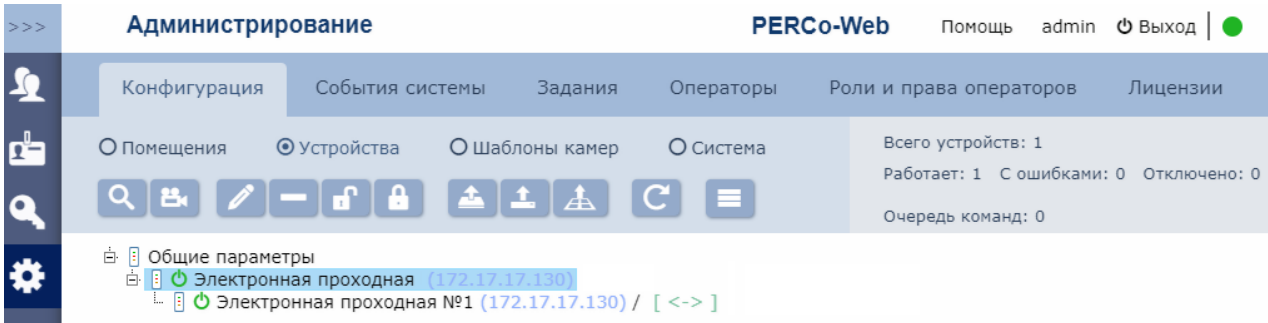 >>> Администрирование PERCo-Web Помощь admin Выход
Конфигурация События системы Задания Операторы Роли и права операторов Лицензии
Помещения Устройства Шаблоны камер Система
Всего устройств: 1
Работает: 1 С ошибками: 0 Отключено: 0
Очередь команд: 0
Общие параметры
Электронная проходная (172.17.17.130)
Электронная проходная №1 (172.17.17.130) / [ <-> ]